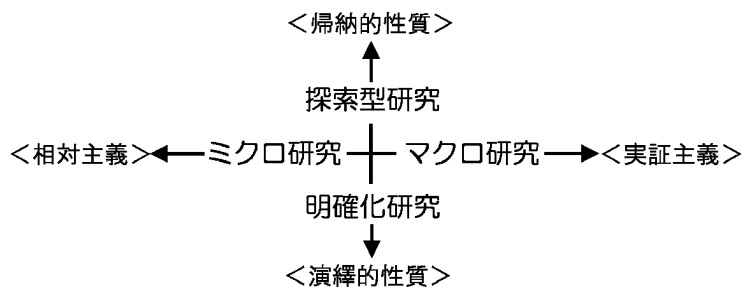 ＜帰納的性質＞
探索型研究
＜相対主義＞ ミクロ研究 マクロ研究 ＜実証主義＞
明確化研究
＜演繹的性質＞